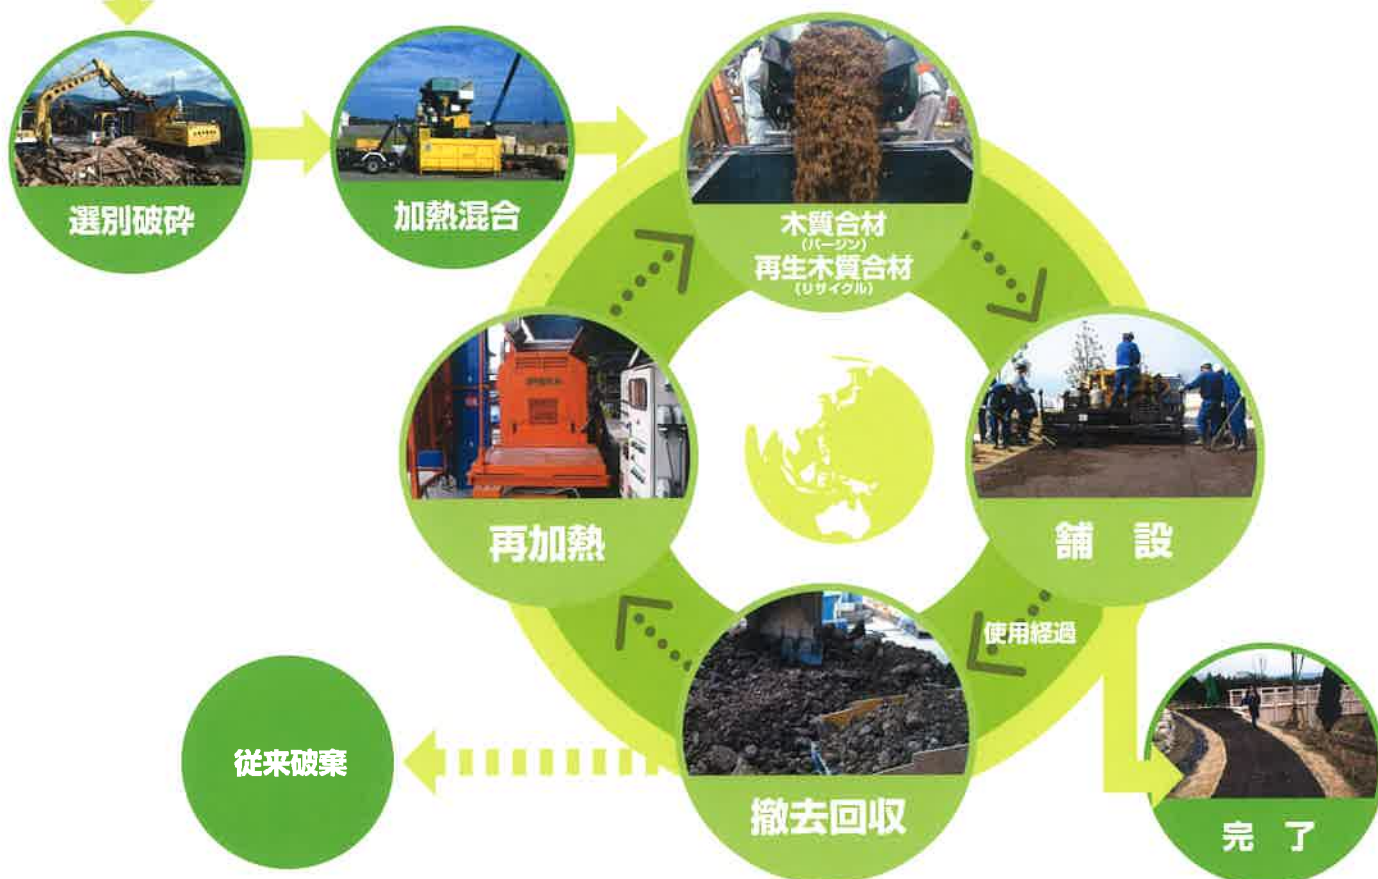 選別破砕
加熱混合
木質合材
(バージン)
再生木質合材
(リサイクル)
再加熱
舗 設
使用経過
撤去回収
従来破棄
完 了